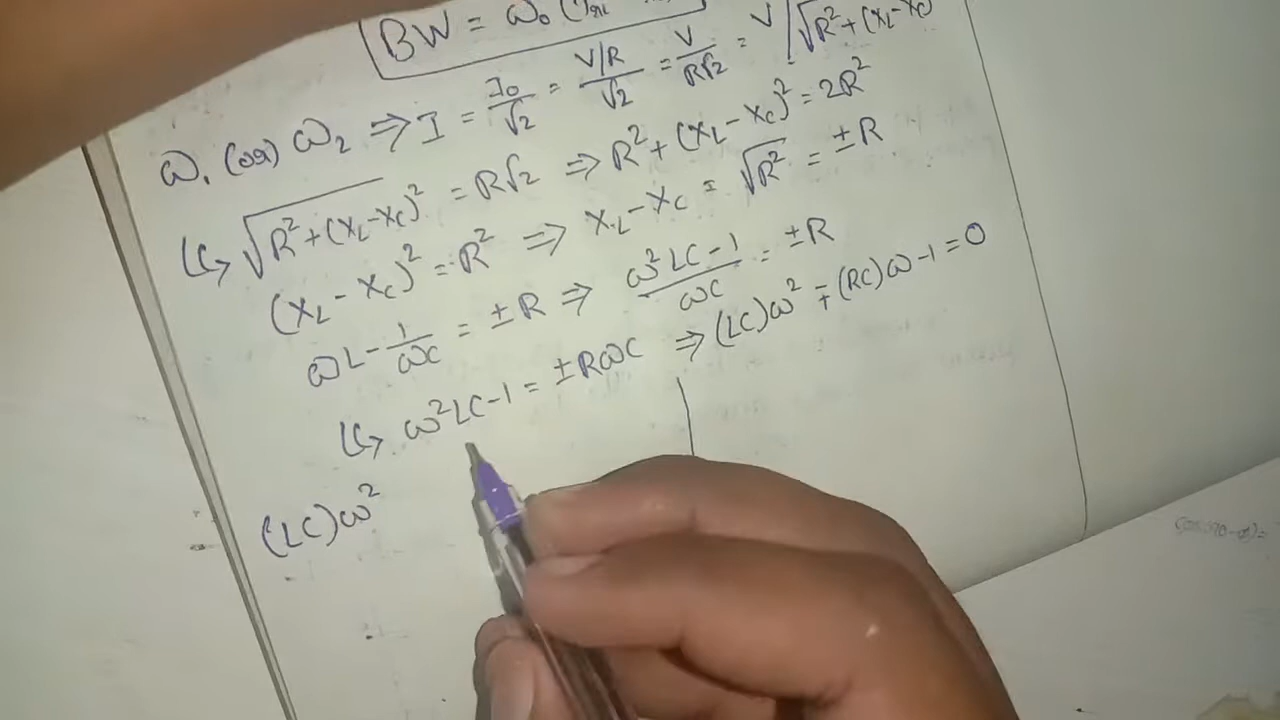 BW = ω₀
ω₁ (or) ω₂ ⇒ I = I₀/√2 = (V/R)/√2 = V/R√2 = V/√R²+(X_L-X_C)
↳ √R²+(X_L-X_C)² = R√2 ⇒ R²+(X_L-X_C)² = 2R²
(X_L-X_C)² = R² ⇒ X_L-X_C = √R² = ±R
ωL - 1/ωC = ±R ⇒ (ω²LC-1)/ωC = ±R
↳ ω²LC-1 = ±RωC ⇒ (LC)ω² ∓ (RC)ω-1 = 0
(LC)ω²